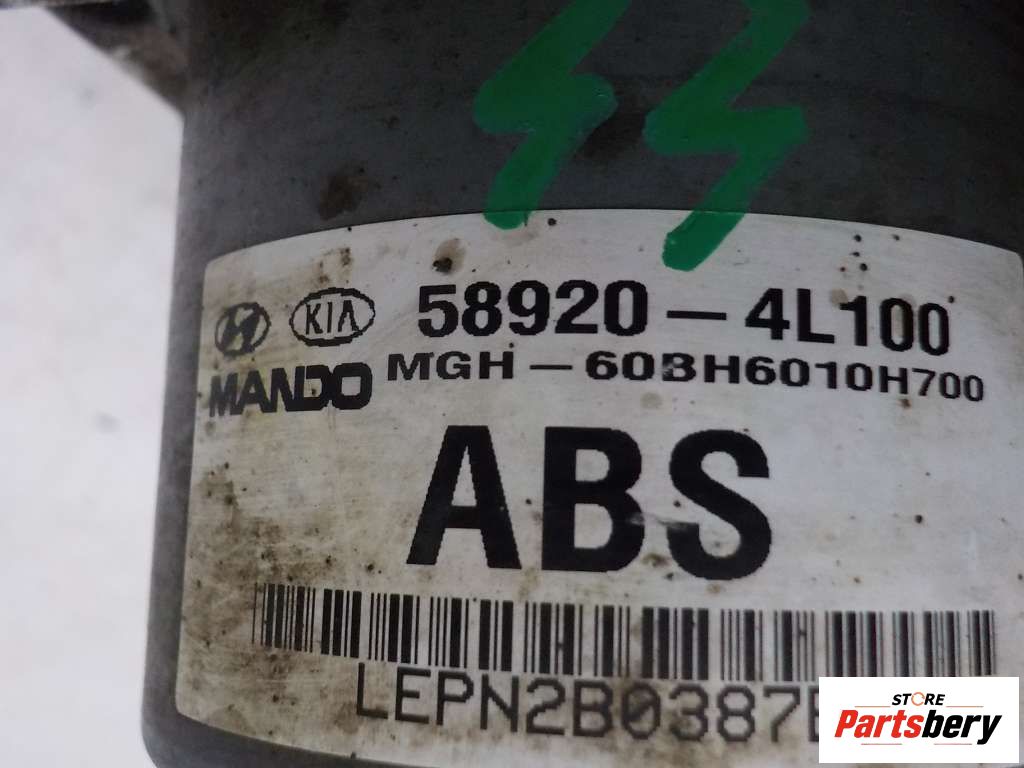 KIA 58920-4L100
MANDO MGH-60BH6010H700
ABS
LEPN2B0387
STORE
Partsbery